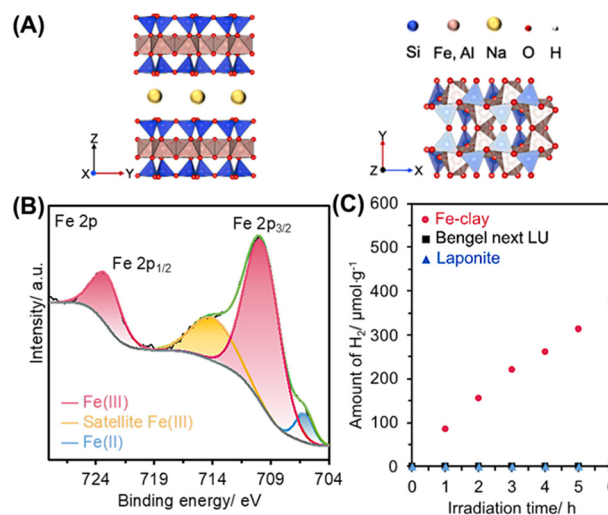 (A)
Si Fe, Al Na O H
Z
X Y
Y
Z X
(B)
Fe 2p
Fe 2p3/2
Fe 2p1/2
Intensity/ a.u.
Fe(III)
Satellite Fe(III)
Fe(II)
724 719 714 709 704
Binding energy/ eV
(C)
Fe-clay
Bengel next LU
Laponite
Amount of H2/ μmol·g-1
600
500
400
300
200
100
0
0 1 2 3 4 5
Irradiation time/ h